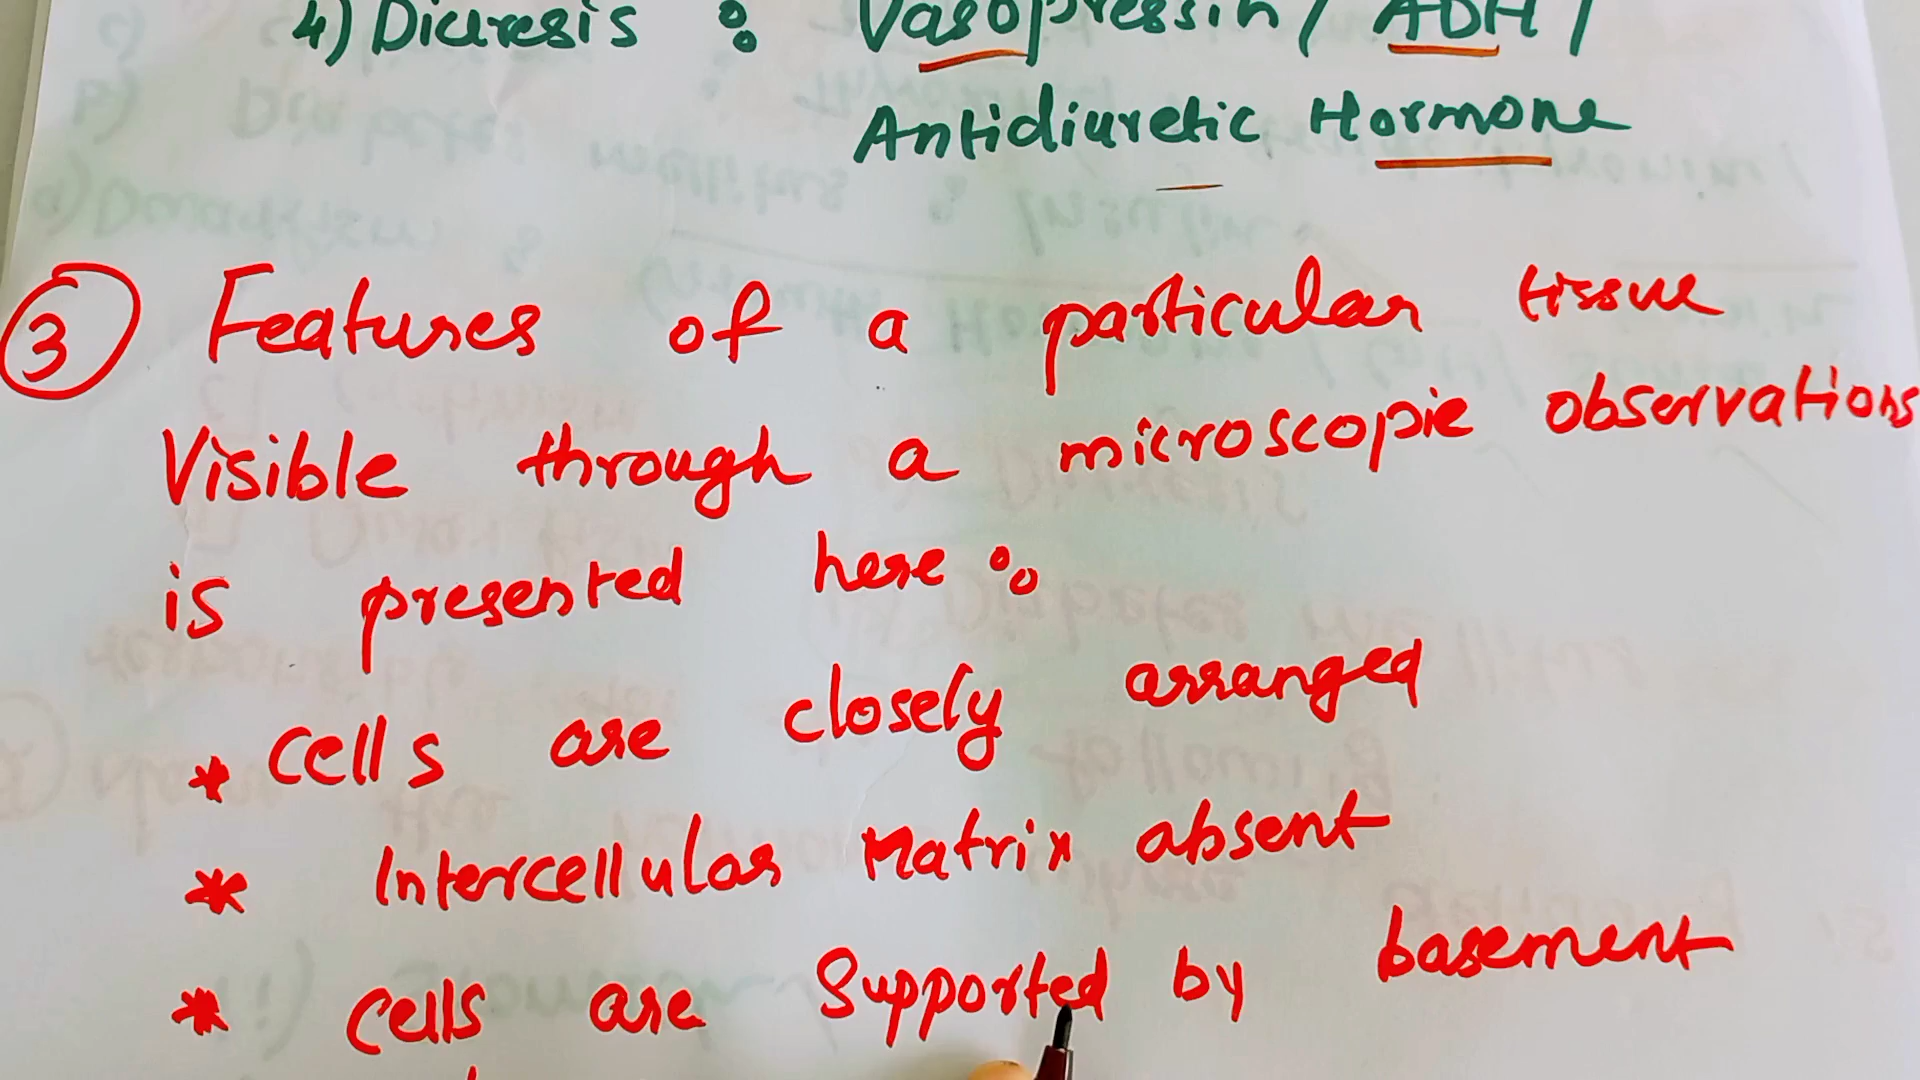 4) Diuresis : Vasopressin / ADH /
Antidiuretic Hormone
3 Features of a particular tissue
Visible through a microscopic observations
is presented here :
* Cells are closely arranged
* Intercellular Matrix absent
* Cells are Supported by basement